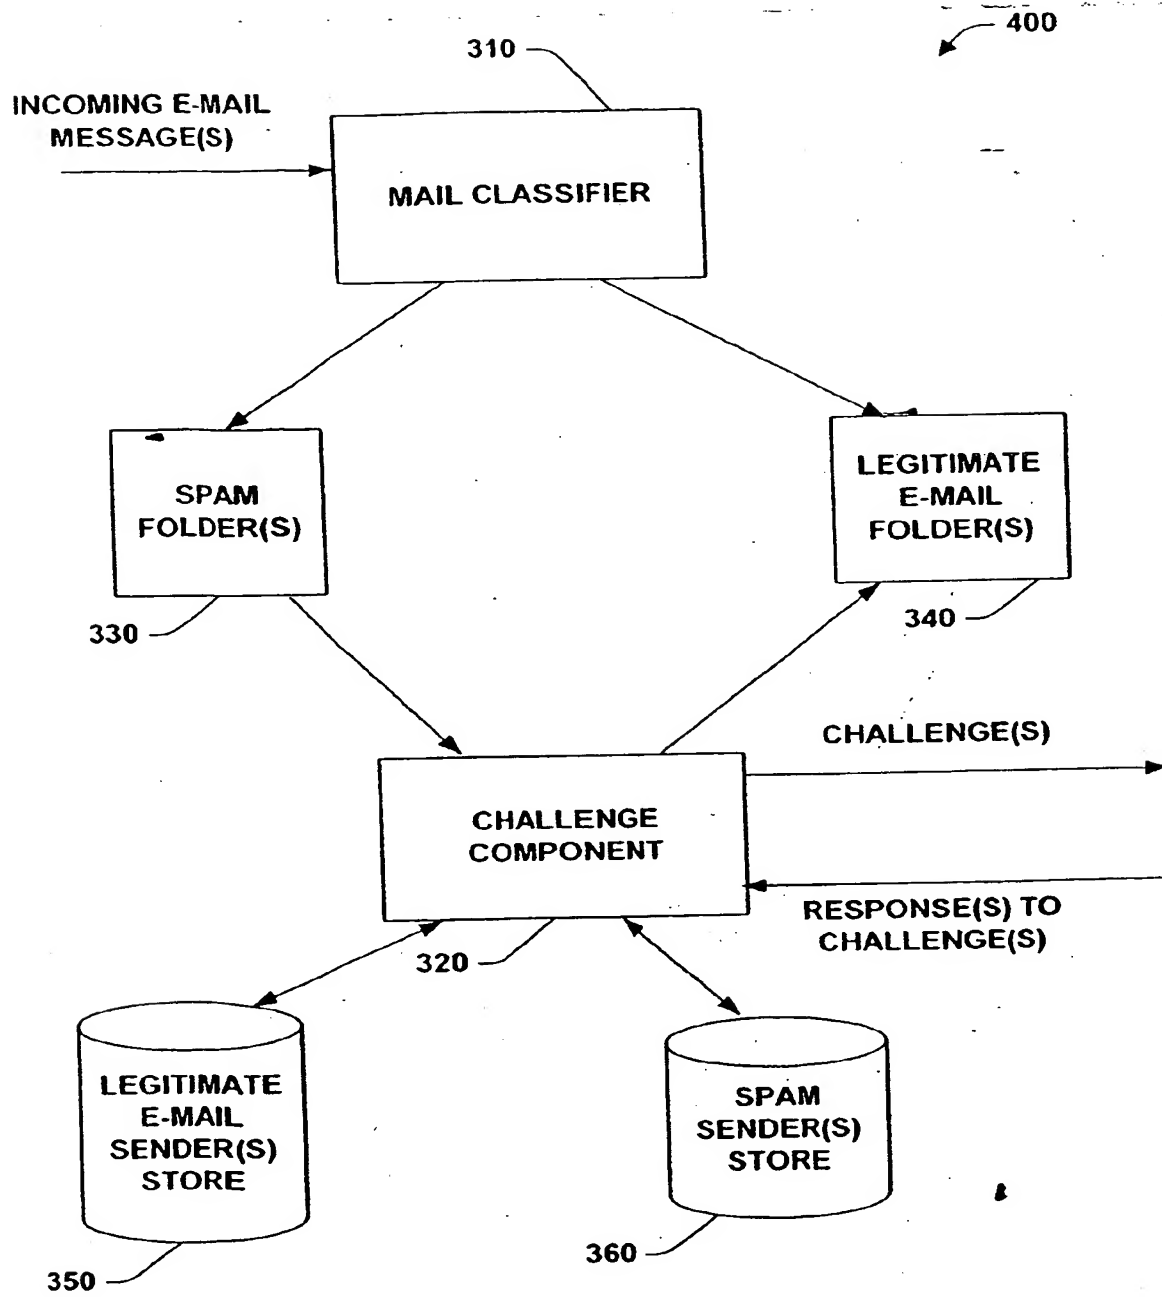 400
310
INCOMING E-MAIL
MESSAGE(S)
MAIL CLASSIFIER
SPAM
FOLDER(S)
LEGITIMATE
E-MAIL
FOLDER(S)
330
340
CHALLENGE(S)
CHALLENGE
COMPONENT
RESPONSE(S) TO
CHALLENGE(S)
320
LEGITIMATE
E-MAIL
SENDER(S)
STORE
SPAM
SENDER(S)
STORE
350
360